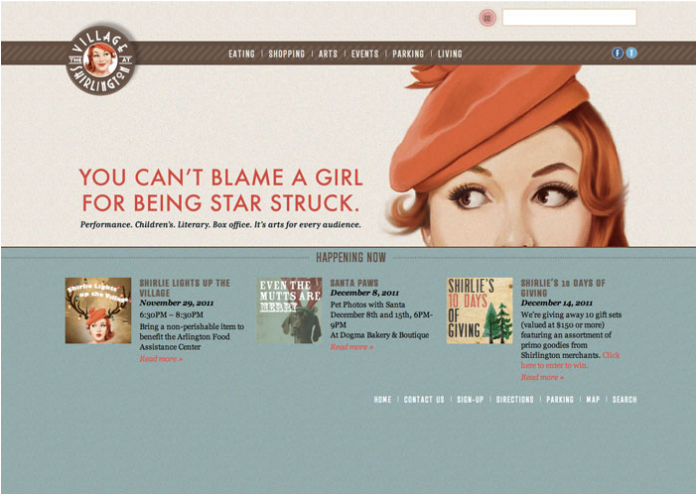 VILLAGE
THE AT
SHIRLINGTON
EATING | SHOPPING | ARTS | EVENTS | PARKING | LIVING
f t
YOU CAN'T BLAME A GIRL
FOR BEING STAR STRUCK.
Performance. Children's. Literary. Box office. It's arts for every audience.
HAPPENING NOW
Shirlie Lights
up the Village
SHIRLIE LIGHTS UP THE
VILLAGE
November 29, 2011
6:30PM – 8:30PM
Bring a non-perishable item to
benefit the Arlington Food
Assistance Center
Read more »
EVEN THE
MUTTS ARE
MERRY
SANTA PAWS
December 8, 2011
Pet Photos with Santa
December 8th and 15th, 6PM-
9PM
At Dogma Bakery & Boutique
Read more »
SHIRLIE'S
10 DAYS
OF
GIVING
SHIRLIE'S 10 DAYS OF
GIVING
December 14, 2011
We're giving away 10 gift sets
(valued at $150 or more)
featuring an assortment of
primo goodies from
Shirlington merchants. Click
here to enter to win.
Read more »
HOME | CONTACT US | SIGN-UP | DIRECTIONS | PARKING | MAP | SEARCH